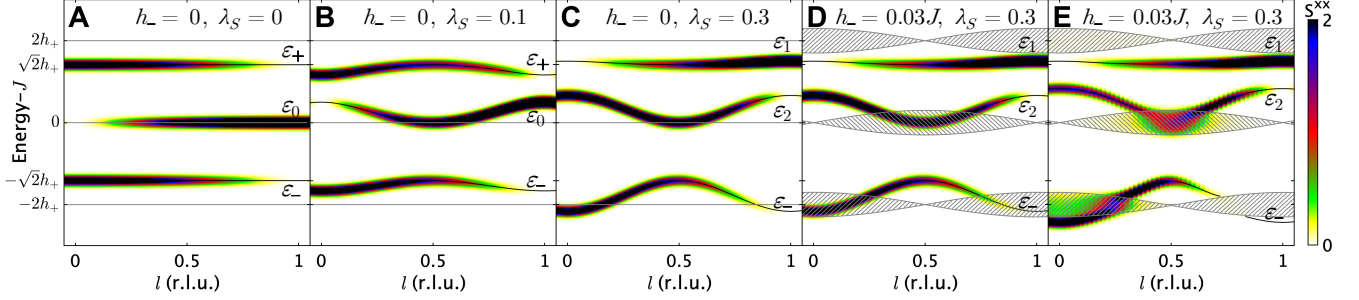 A h₋ = 0, λ_S = 0
B h₋ = 0, λ_S = 0.1
C h₋ = 0, λ_S = 0.3
D h₋ = 0.03J, λ_S = 0.3
E h₋ = 0.03J, λ_S = 0.3
S^xx
2
0
Energy-J
2h₊
√2h₊
0
−√2h₊
−2h₊
ε₊
ε₀
ε₋
ε₊
ε₀
ε₋
ε₁
ε₂
ε₋
ε₁
ε₂
ε₋
ε₁
ε₂
ε₋
0 0.5 1
0 0.5 1
0 0.5 1
0 0.5 1
0 0.5 1
l (r.l.u.)
l (r.l.u.)
l (r.l.u.)
l (r.l.u.)
l (r.l.u.)